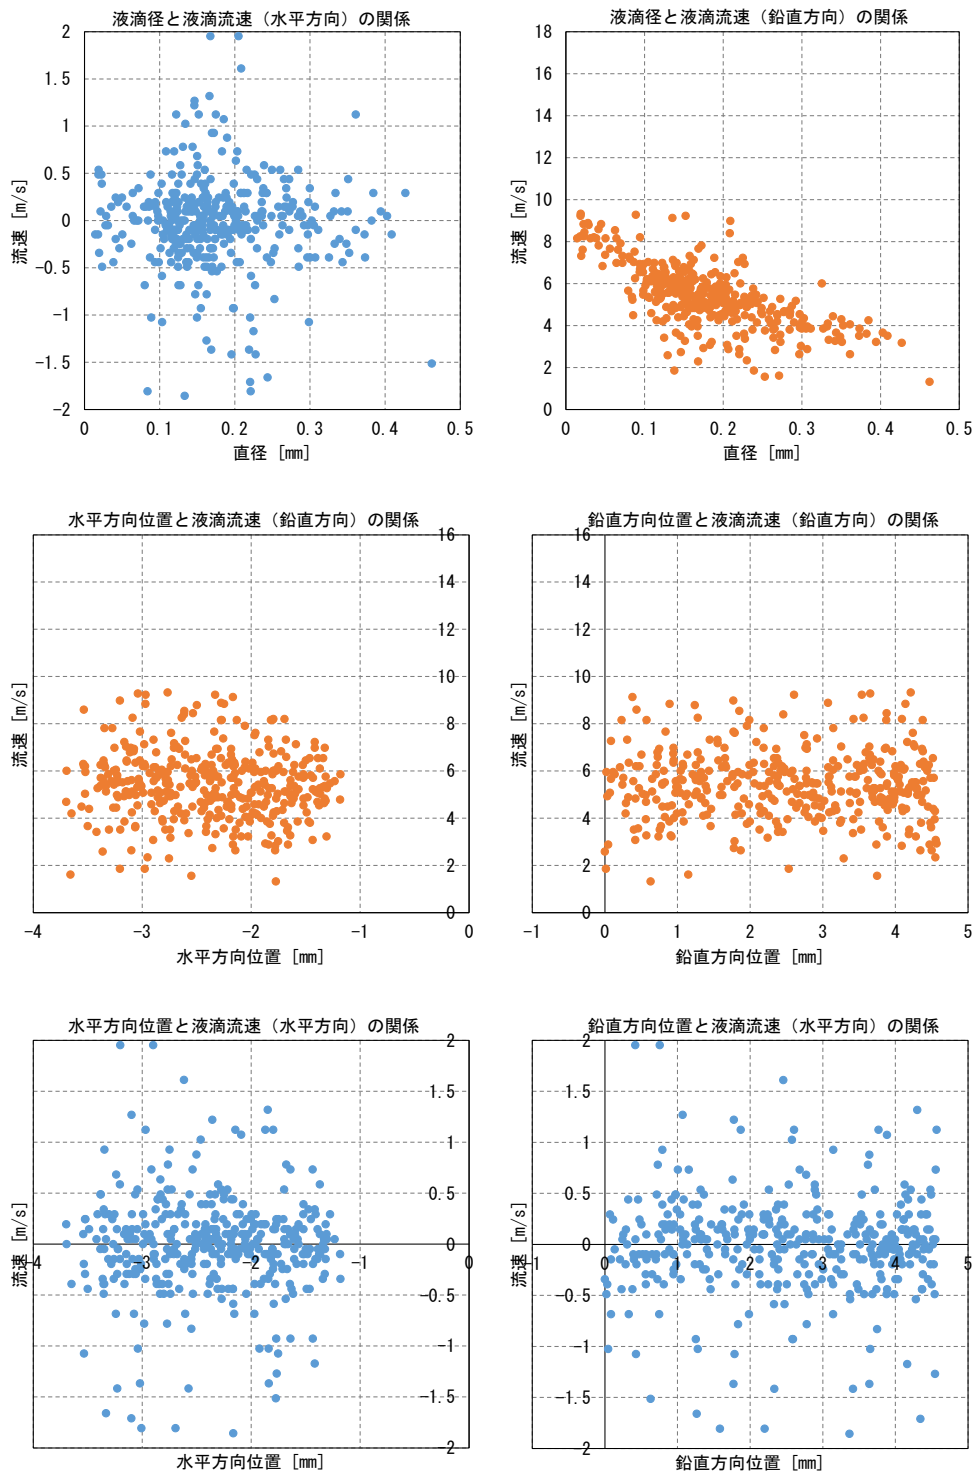 液滴径と液滴流速（水平方向）の関係
2
1.5
1
0.5
0
-0.5
-1
-1.5
-2
流速 [m/s]
0 0.1 0.2 0.3 0.4 0.5
直径 [mm]
液滴径と液滴流速（鉛直方向）の関係
18
16
14
12
10
8
6
4
2
0
流速 [m/s]
0 0.1 0.2 0.3 0.4 0.5
直径 [mm]
水平方向位置と液滴流速（鉛直方向）の関係
16
14
12
10
8
6
4
2
0
流速 [m/s]
-4 -3 -2 -1 0
水平方向位置 [mm]
鉛直方向位置と液滴流速（鉛直方向）の関係
16
14
12
10
8
6
4
2
0
流速 [m/s]
-1 0 1 2 3 4 5
鉛直方向位置 [mm]
水平方向位置と液滴流速（水平方向）の関係
2
1.5
1
0.5
0
-0.5
-1
-1.5
-2
流速 [m/s]
-4 -3 -2 -1 0
水平方向位置 [mm]
鉛直方向位置と液滴流速（水平方向）の関係
2
1.5
1
0.5
0
-0.5
-1
-1.5
-2
流速 [m/s]
-1 0 1 2 3 4 5
鉛直方向位置 [mm]